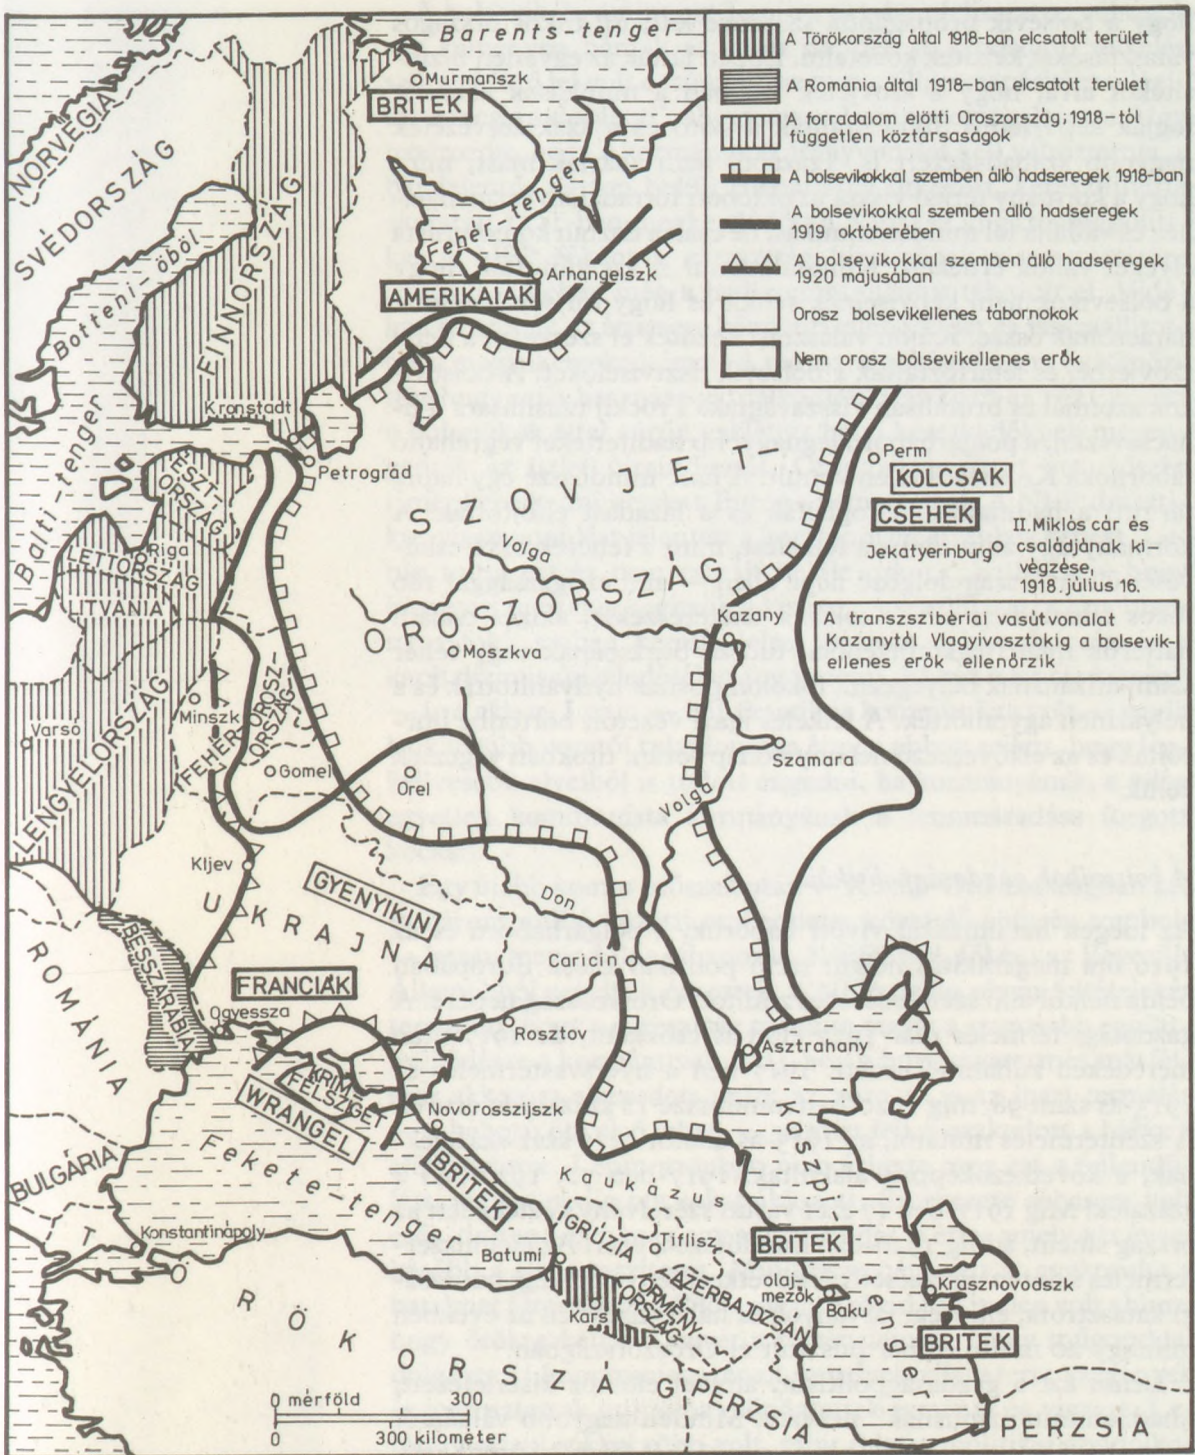 Barents-tenger
A Törökország által 1918-ban elcsatolt terület
A Románia által 1918-ban elcsatolt terület
A forradalom elötti Oroszország; 1918-tól
független köztársaságok
A bolsevikokkal szemben álló hadseregek 1918-ban
A bolsevikokkal szemben álló hadseregek
1919 októberében
A bolsevikokkal szemben álló hadseregek
1920 májusában
Orosz bolsevikellenes tábornokok
Nem orosz bolsevikellenes erők
Murmanszk
BRITEK
NORVÉGIA
SVÉDORSZÁG
Botteni-öböl
FINNORSZÁG
Fehér-tenger
Arhangelszk
AMERIKAIAK
Kronstadt
Petrográd
Balti-tenger
ÉSZT-
ORSZÁG
Riga
LETTORSZÁG
LITVÁNIA
SZOVJET-
OROSZORSZÁG
Volga
Moszkva
Perm
KOLCSAK
CSEHEK
Jekatyerinburg
II. Miklós cár és
családjának ki-
végzése,
1918. július 16.
Kazany
A transzszibériai vasútvonalat
Kazanytól Vlagyivosztokig a bolsevik-
ellenes erők ellenőrzik
Varsó
LENGYELORSZÁG
Minszk
FEHÉR-
OROSZ-
ORSZÁG
Gomel
Orel
Szamara
Volga
Kijev
UKRAJNA
GYENYIKIN
Don
Caricin
ROMÁNIA
BESSZARÁBIA
FRANCIÁK
Ogyessza
Rosztov
Asztrahany
KRÍM
FÉLSZIGET
WRANGEL
Novorosszijszk
BRITEK
Fekete-tenger
BULGÁRIA
Konstantinápoly
TÖRÖKORSZÁG
Kaukázus
GRÚZIA
Batumi
Tiflisz
Kars
ÖRMÉNY-
ORSZÁG
AZERBAJDZSÁN
BRITEK
olaj-
mezők
Baku
Kaszpi-tenger
Krasznovodszk
BRITEK
PERZSIA
PERZSIA
0 mérföld 300
0 300 kilométer